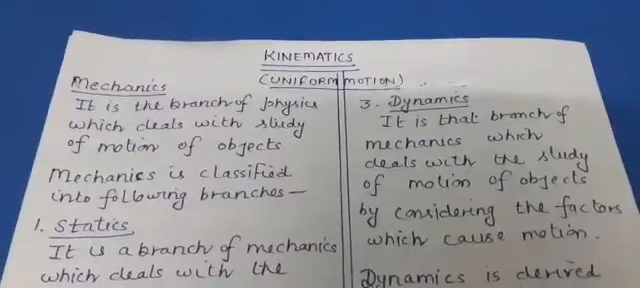 KINEMATICS
(UNIFORM MOTION)
Mechanics
It is the branch of physics
which deals with study
of motion of objects
Mechanics is classified
into following branches—
1. Statics
It is a branch of mechanics
which deals with the
3. Dynamics
It is that branch of
mechanics which
deals with the study
of motion of objects
by considering the factors
which cause motion.
Dynamics is derived